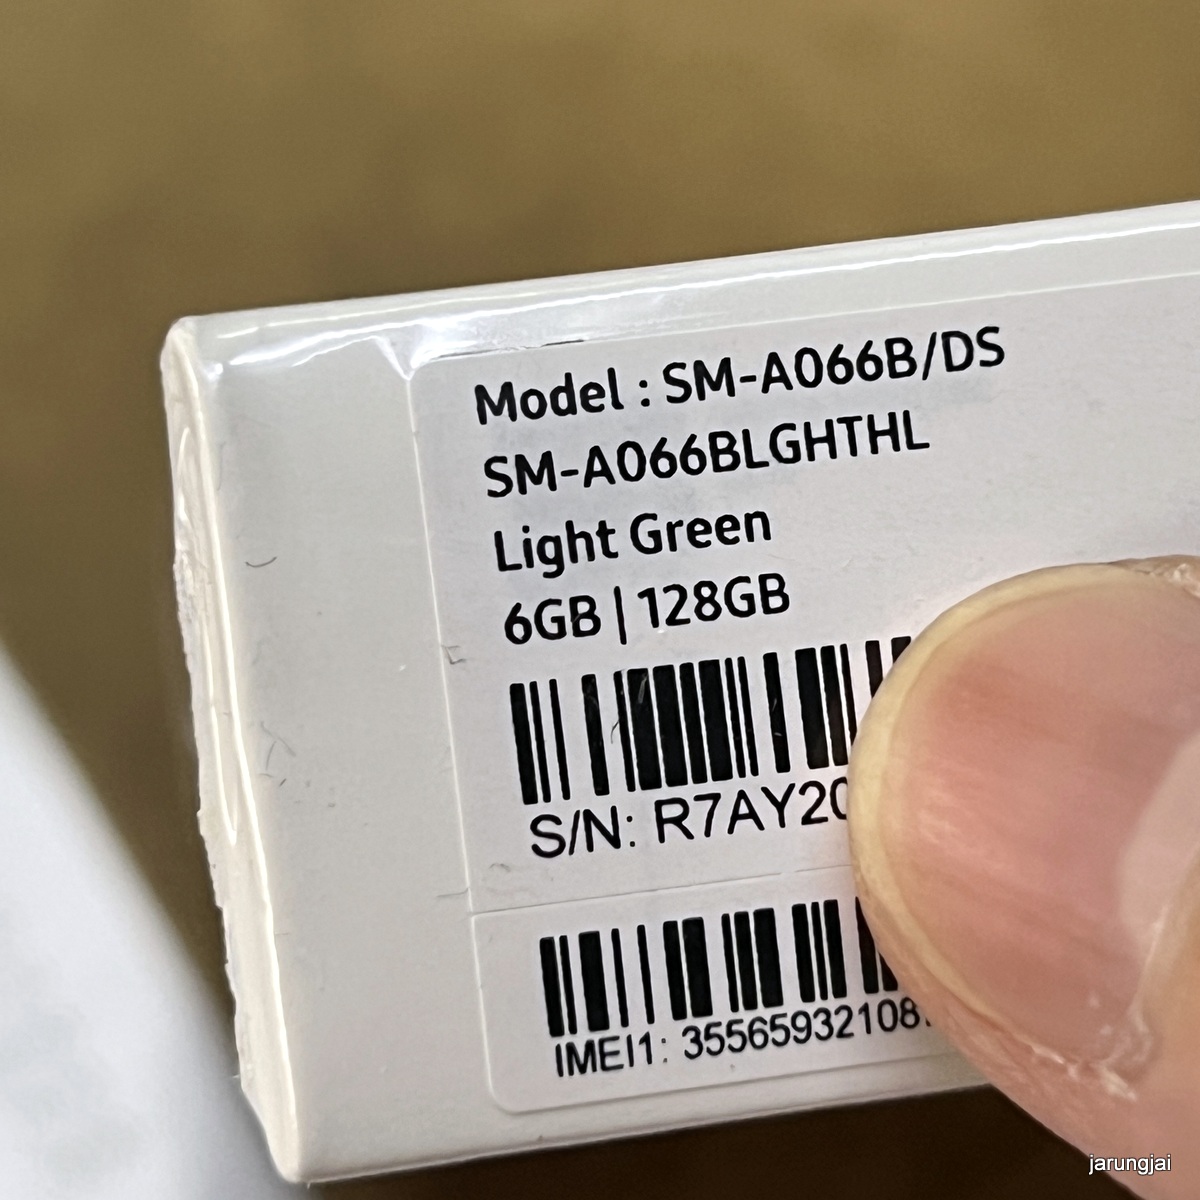 Model : SM-A066B/DS
SM-A066BLGHTHL
Light Green
6GB | 128GB
S/N: R7AY20
IMEI1: 35565932108
jarungjai